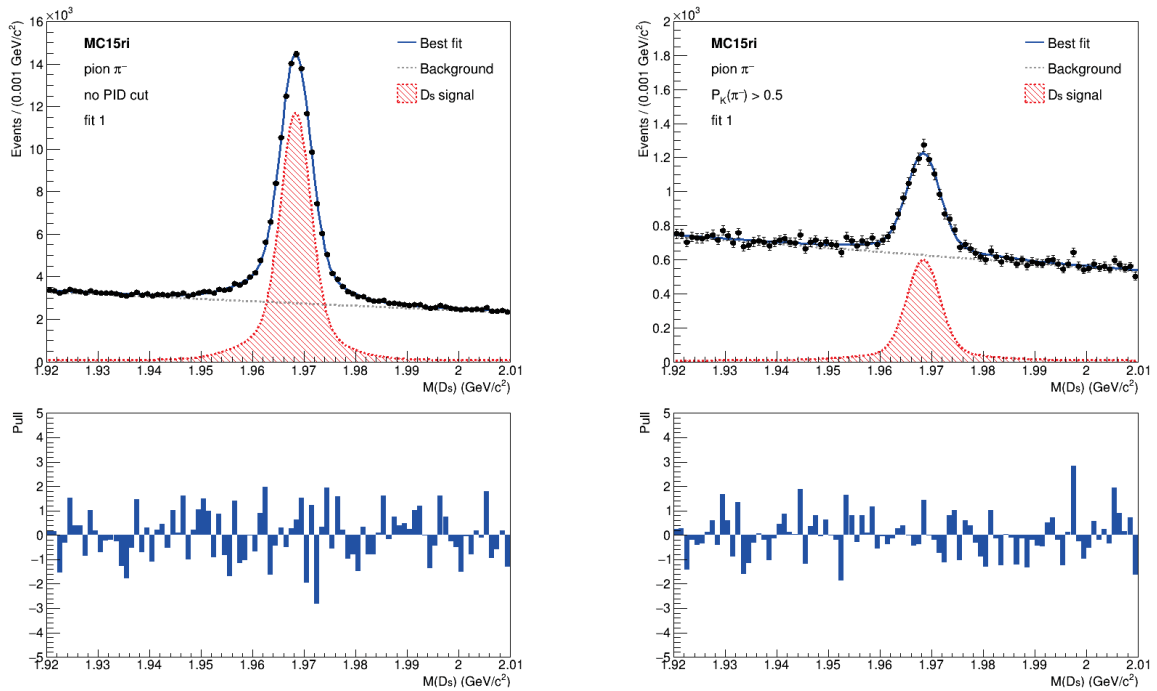 ×10³
Events / (0.001 GeV/c²)
16
14
12
10
8
6
4
2
0
MC15ri
pion π⁻
no PID cut
fit 1
Best fit
Background
Dₛ signal
1.92 1.93 1.94 1.95 1.96 1.97 1.98 1.99 2 2.01
M(Dₛ) (GeV/c²)
Pull
5
4
3
2
1
0
−1
−2
−3
−4
−5
1.92 1.93 1.94 1.95 1.96 1.97 1.98 1.99 2 2.01
M(Dₛ) (GeV/c²)
×10³
Events / (0.001 GeV/c²)
2
1.8
1.6
1.4
1.2
1
0.8
0.6
0.4
0.2
0
MC15ri
pion π⁻
P_K(π⁻) > 0.5
fit 1
Best fit
Background
Dₛ signal
1.92 1.93 1.94 1.95 1.96 1.97 1.98 1.99 2 2.01
M(Dₛ) (GeV/c²)
Pull
5
4
3
2
1
0
−1
−2
−3
−4
−5
1.92 1.93 1.94 1.95 1.96 1.97 1.98 1.99 2 2.01
M(Dₛ) (GeV/c²)